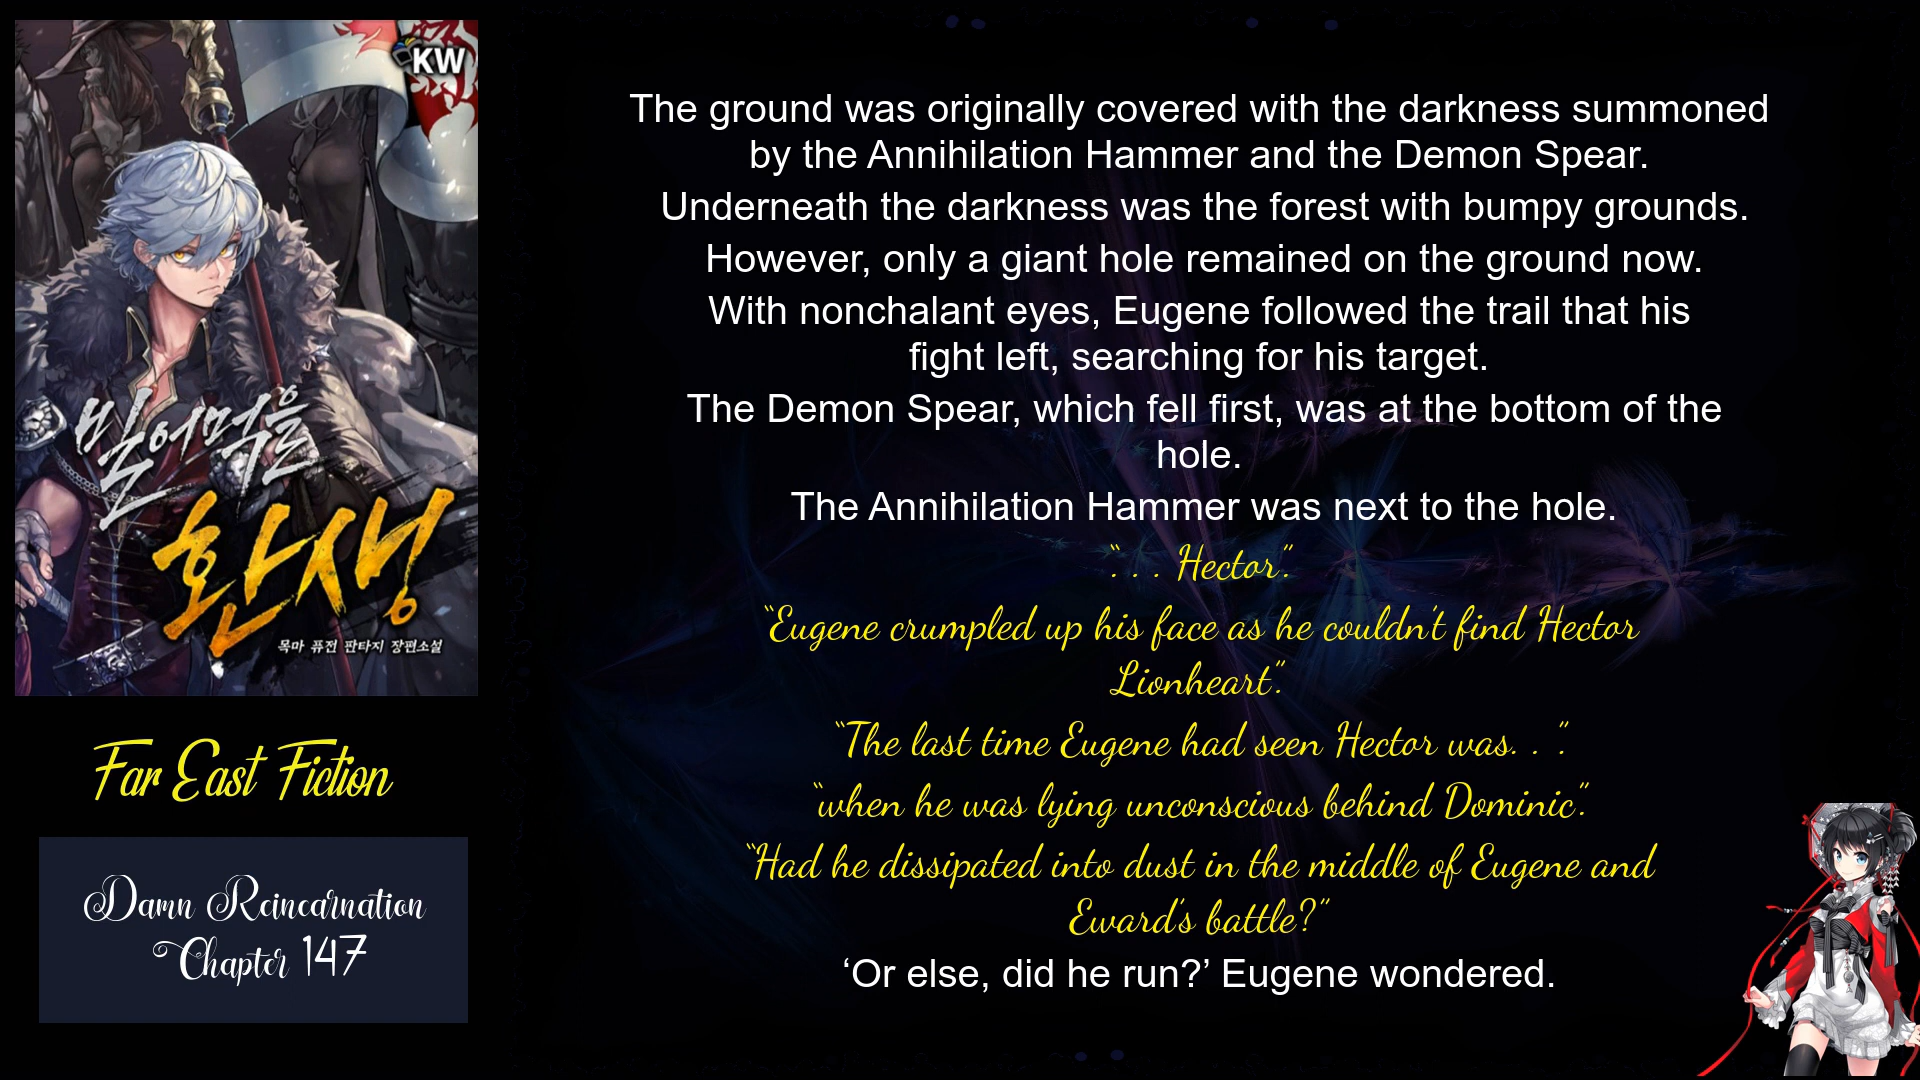 KW
빌어먹을
환생
목마 퓨전 판타지 장편소설
Far East Fiction
Damn Reincarnation
Chapter 147
The ground was originally covered with the darkness summoned
by the Annihilation Hammer and the Demon Spear.
Underneath the darkness was the forest with bumpy grounds.
However, only a giant hole remained on the ground now.
With nonchalant eyes, Eugene followed the trail that his
fight left, searching for his target.
The Demon Spear, which fell first, was at the bottom of the
hole.
The Annihilation Hammer was next to the hole.
“. . . Hector”.
“Eugene crumpled up his face as he couldn’t find Hector
Lionheart”.
“The last time Eugene had seen Hector was. . ”.
“when he was lying unconscious behind Dominic”.
“Had he dissipated into dust in the middle of Eugene and
Eward’s battle?”
‘Or else, did he run?’ Eugene wondered.